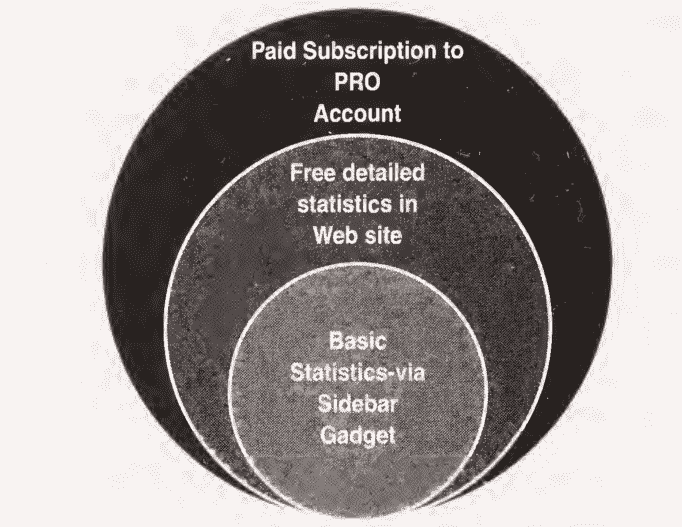 Paid Subscription to
PRO
Account
Free detailed
statistics in
Web site
Basic
Statistics-via
Sidebar
Gadget